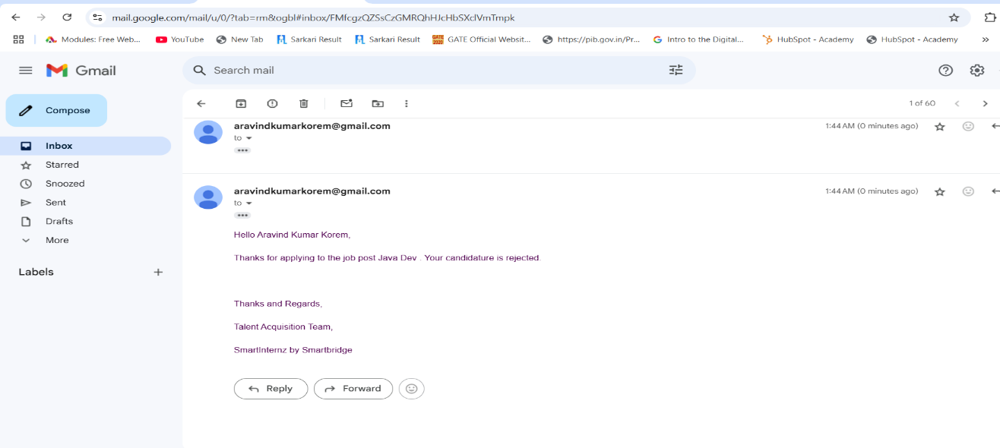 mail.google.com/mail/u/0/?tab=rm&ogbl#inbox/FMfcgzQZSsCzGMRQhHJcHbSXclVmTmpk
Modules: Free Web... YouTube New Tab Sarkari Result Sarkari Result GATE Official Websit... https://pib.gov.in/Pr... Intro to the Digital... HubSpot - Academy HubSpot - Academy »
Gmail Search mail
Compose 1 of 60
aravindkumarkorem@gmail.com 1:44 AM (0 minutes ago)
to
Inbox
Starred
Snoozed
aravindkumarkorem@gmail.com 1:44 AM (0 minutes ago)
to
Sent
Drafts
More
Labels
Hello Aravind Kumar Korem,
Thanks for applying to the job post Java Dev . Your candidature is rejected.
Thanks and Regards,
Talent Acquisition Team,
SmartInternz by Smartbridge
Reply Forward